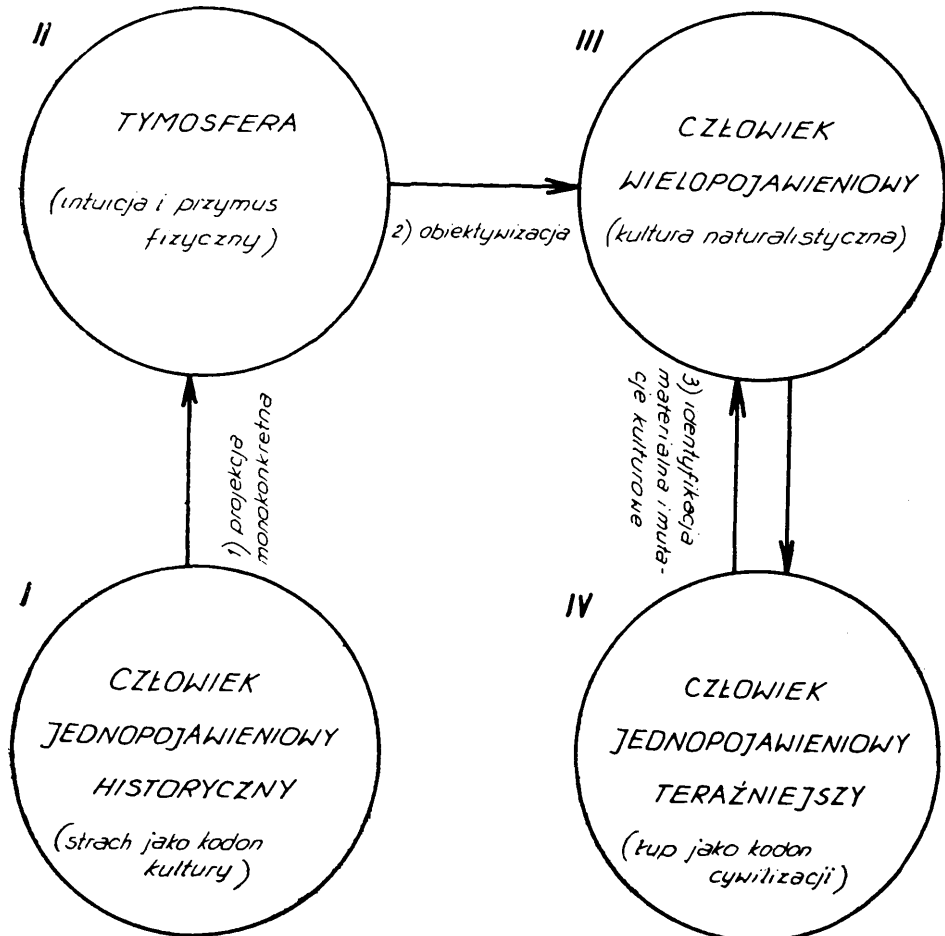 II
TYMOSFERA
(intuicja i przymus
fizyczny)
2) obiektywizacja
III
CZŁOWIEK
WIELOPOJAWIENIOWY
(kultura naturalistyczna)
1) projekcja
monokonkretna
3) identyfikacja
materialna i muta-
cje kulturowe
I
CZŁOWIEK
JEDNOPOJAWIENIOWY
HISTORYCZNY
(strach jako kodon
kultury)
IV
CZŁOWIEK
JEDNOPOJAWIENIOWY
TERAŹNIEJSZY
(łup jako kodon
cywilizacji)